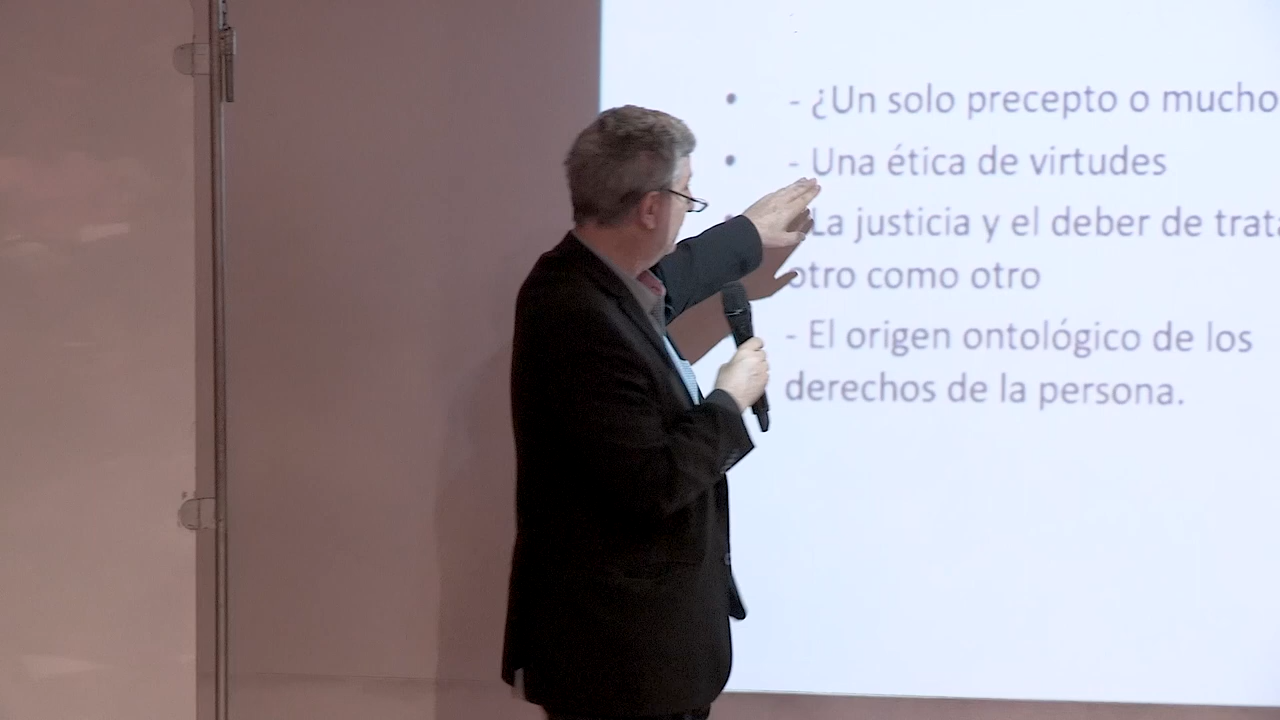 • - ¿Un solo precepto o mucho
• - Una ética de virtudes
La justicia y el deber de trata
otro como otro
- El origen ontológico de los
derechos de la persona.